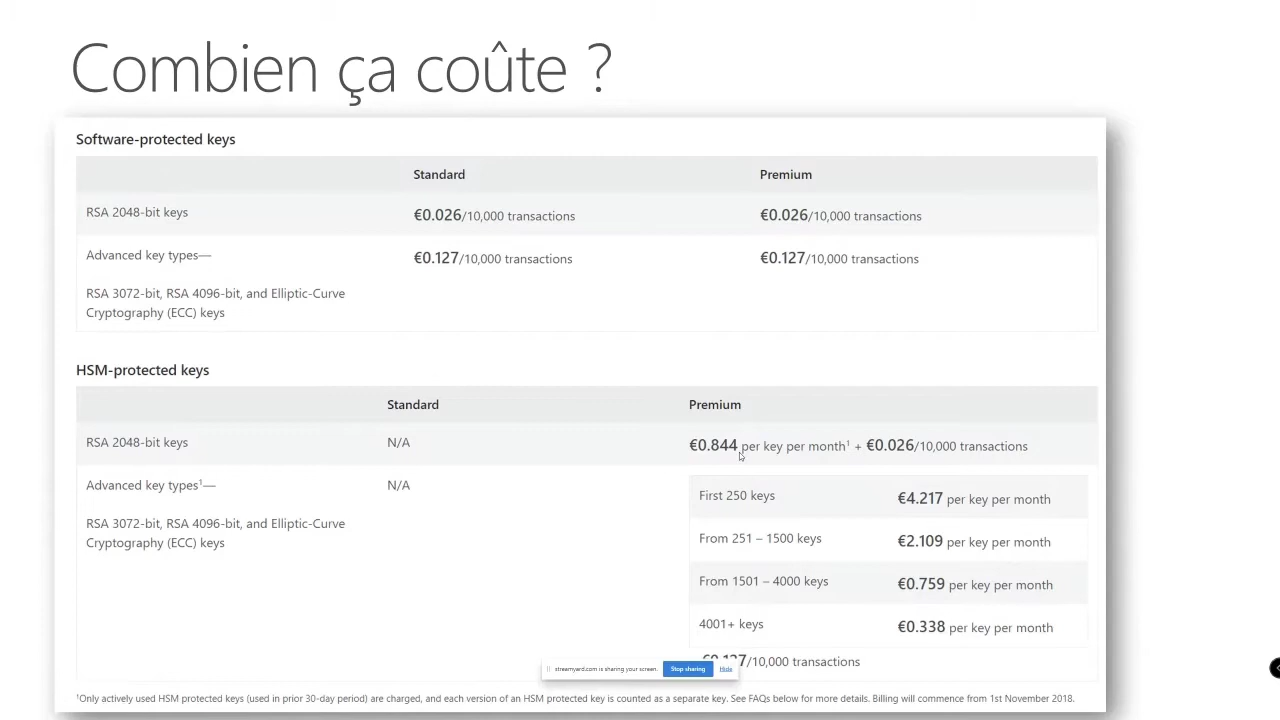 Combien ça coûte ?
Software-protected keys
Standard Premium
RSA 2048-bit keys €0.026/10,000 transactions €0.026/10,000 transactions
Advanced key types— €0.127/10,000 transactions €0.127/10,000 transactions
RSA 3072-bit, RSA 4096-bit, and Elliptic-Curve
Cryptography (ECC) keys
HSM-protected keys
Standard Premium
RSA 2048-bit keys N/A €0.844 per key per month¹ + €0.026/10,000 transactions
Advanced key types¹— N/A
RSA 3072-bit, RSA 4096-bit, and Elliptic-Curve
Cryptography (ECC) keys
First 250 keys €4.217 per key per month
From 251 – 1500 keys €2.109 per key per month
From 1501 – 4000 keys €0.759 per key per month
4001+ keys €0.338 per key per month
/10,000 transactions
streamyard.com is sharing your screen. Stop sharing Hide
¹Only actively used HSM protected keys (used in prior 30-day period) are charged, and each version of an HSM protected key is counted as a separate key. See FAQs below for more details. Billing will commence from 1st November 2018.